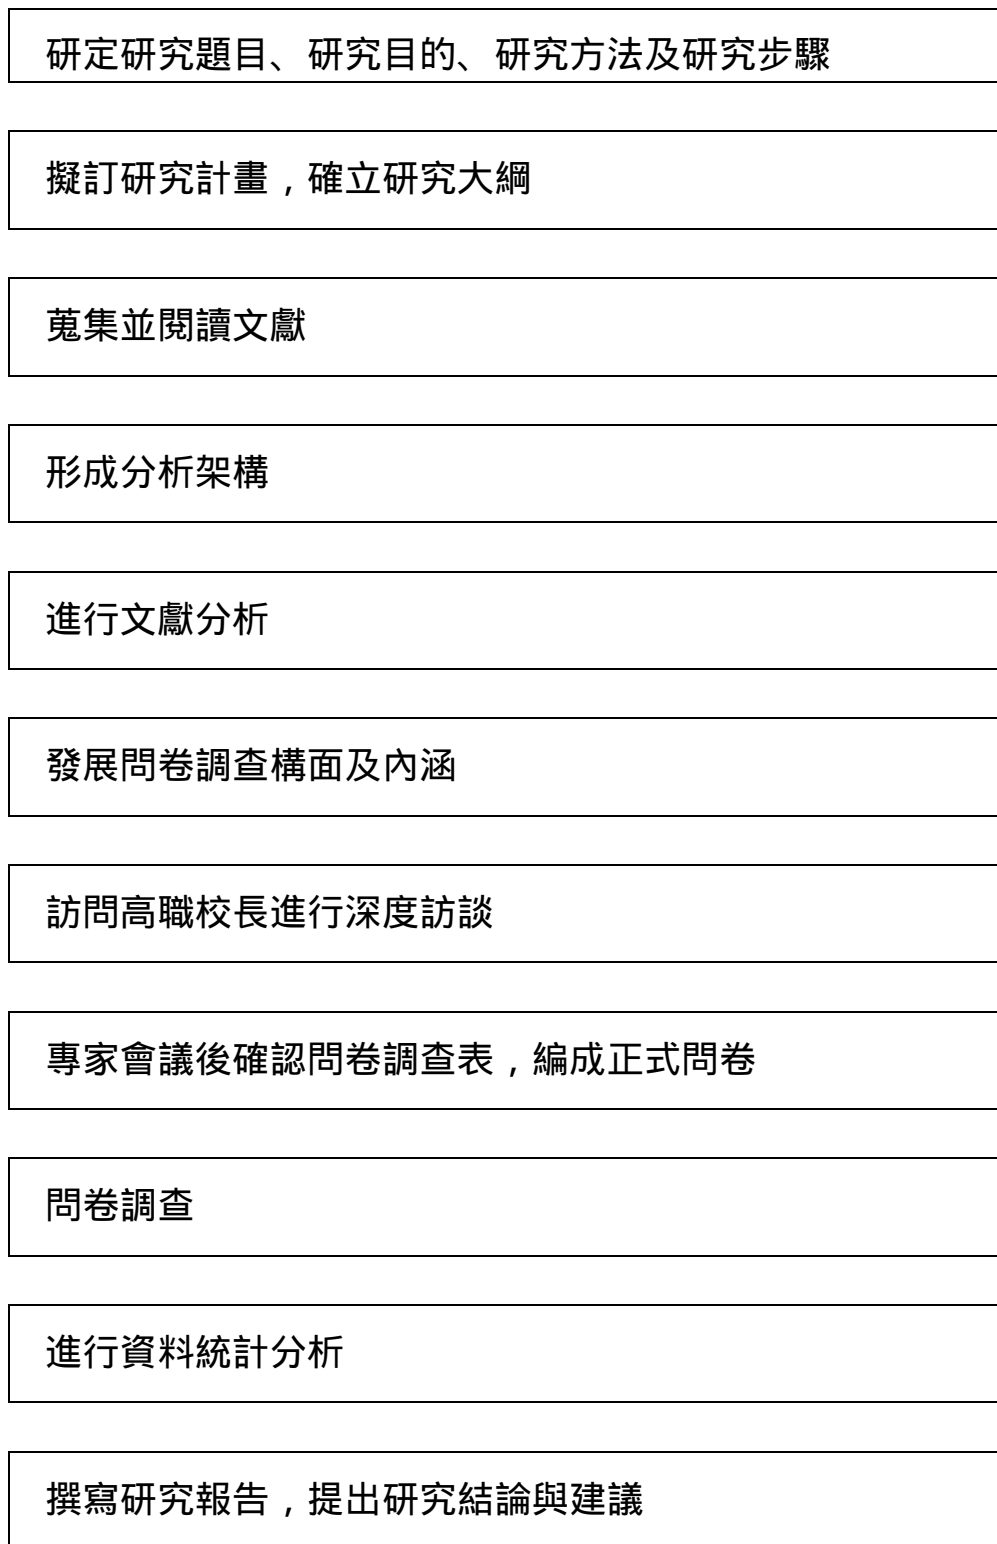 研定研究題目、研究目的、研究方法及研究步驟
擬訂研究計畫，確立研究大綱
蒐集並閱讀文獻
形成分析架構
進行文獻分析
發展問卷調查構面及內涵
訪問高職校長進行深度訪談
專家會議後確認問卷調查表，編成正式問卷
問卷調查
進行資料統計分析
撰寫研究報告，提出研究結論與建議